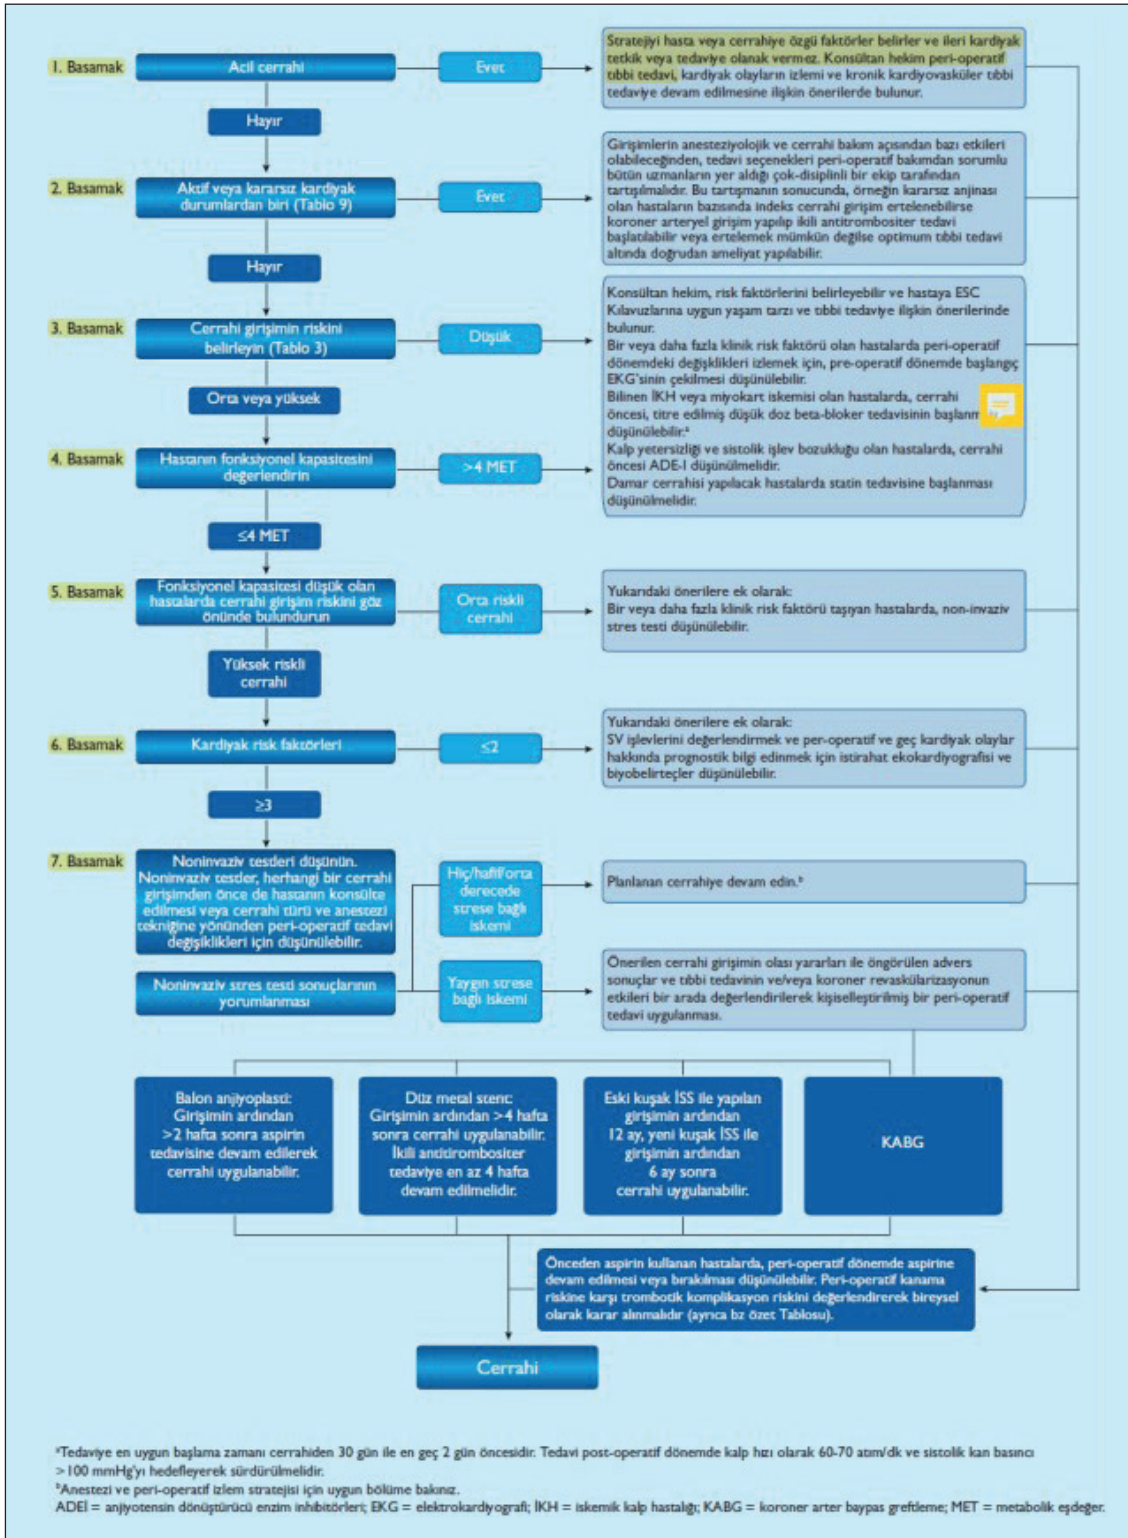 1. Basamak
Acil cerrahi
Evet
Stratejiyi hasta veya cerrahiye özgü faktörler belirler ve ileri kardiyak
tetkik veya tedaviye olanak vermez. Konsültan hekim peri-operatif
tıbbi tedavi, kardiyak olayların izlemi ve kronik kardiyovasküler tıbbi
tedaviye devam edilmesine ilişkin önerilerde bulunur.
Hayır
2. Basamak
Aktif veya kararsız kardiyak
durumlardan biri (Tablo 9)
Evet
Girişimlerin anesteziyolojik ve cerrahi bakım açısından bazı etkileri
olabileceğinden, tedavi seçenekleri peri-operatif bakımdan sorumlu
bütün uzmanların yer aldığı çok-disiplinli bir ekip tarafından
tartışılmalıdır. Bu tartışmanın sonucunda, örneğin kararsız anjinası
olan hastaların bazısında indeks cerrahi girişim ertelenebilirse
koroner arteryel girişim yapılıp ikili antitrombositer tedavi
başlatılabilir veya ertelemek mümkün değilse optimum tıbbi tedavi
altında doğrudan ameliyat yapılabilir.
Hayır
3. Basamak
Cerrahi girişimin riskini
belirleyin (Tablo 3)
Düşük
Konsültan hekim, risk faktörlerini belirleyebilir ve hastaya ESC
Kılavuzlarına uygun yaşam tarzı ve tıbbi tedaviye ilişkin önerilerinde
bulunur.
Bir veya daha fazla klinik risk faktörü olan hastalarda peri-operatif
dönemdeki değişklikleri izlemek için, pre-operatif dönemde başlangıç
EKG'sinin çekilmesi düşünülebilir.
Bilinen İKH veya miyokart iskemisi olan hastalarda, cerrahi
öncesi, titre edilmiş düşük doz beta-bloker tedavisinin başlanm
düşünülebilir.ª
Kalp yetersizliği ve sistolik işlev bozukluğu olan hastalarda, cerrahi
öncesi ADE-I düşünülmelidir.
Damar cerrahisi yapılacak hastalarda statin tedavisine başlanması
düşünülmelidir.
Orta veya yüksek
4. Basamak
Hastanın fonksiyonel kapasitesini
değerlendirin
>4 MET
≤4 MET
5. Basamak
Fonksiyonel kapasitesi düşük olan
hastalarda cerrahi girişim riskini göz
önünde bulundurun
Orta riskli
cerrahi
Yukarıdaki önerilere ek olarak:
Bir veya daha fazla klinik risk faktörü taşıyan hastalarda, non-invaziv
stres testi düşünülebilir.
Yüksek riskli
cerrahi
6. Basamak
Kardiyak risk faktörleri
≤2
Yukarıdaki önerilere ek olarak:
SV işlevlerini değerlendirmek ve per-operatif ve geç kardiyak olaylar
hakkında prognostik bilgi edinmek için istirahat ekokardiyografisi ve
biyobelirteçler düşünülebilir.
≥3
7. Basamak
Noninvaziv testleri düşünün.
Noninvaziv testler, herhangi bir cerrahi
girişimden önce de hastanın konsülte
edilmesi veya cerrahi türü ve anestezi
tekniğine yönünden peri-operatif tedavi
değişiklikleri için düşünülebilir.
Hiç/hafif/orta
derecede
strese bağlı
iskemi
Planlanan cerrahiye devam edin.ᵇ
Noninvaziv stres testi sonuçlarının
yorumlanması
Yaygın strese
bağlı iskemi
Önerilen cerrahi girişimin olası yararları ile öngörülen advers
sonuçlar ve tıbbi tedavinin ve/veya koroner revaskülarizasyonun
etkileri bir arada değerlendirilerek kişiselleştirilmiş bir peri-operatif
tedavi uygulanması.
Balon anjiyoplasti:
Girişimin ardından
>2 hafta sonra aspirin
tedavisine devam edilerek
cerrahi uygulanabilir.
Düz metal stent:
Girişimin ardından >4 hafta
sonra cerrahi uygulanabilir.
İkili antitrombositer
tedaviye en az 4 hafta
devam edilmelidir.
Eski kuşak İSS ile yapılan
girişimin ardından
12 ay, yeni kuşak İSS ile
girişimin ardından
6 ay sonra
cerrahi uygulanabilir.
KABG
Önceden aspirin kullanan hastalarda, peri-operatif dönemde aspirine
devam edilmesi veya bırakılması düşünülebilir. Peri-operatif kanama
riskine karşı trombotik komplikasyon riskini değerlendirerek bireysel
olarak karar alınmalıdır (ayrıca bz özet Tablosu).
Cerrahi
ªTedaviye en uygun başlama zamanı cerrahiden 30 gün ile en geç 2 gün öncesidir. Tedavi post-operatif dönemde kalp hızı olarak 60-70 atım/dk ve sistolik kan basıncı
>100 mmHg'yı hedefleyerek sürdürülmelidir.
ᵇAnestezi ve peri-operatif izlem stratejisi için uygun bölüme bakınız.
ADEİ = anjiyotensin dönüştürücü enzim inhibitörleri; EKG = elektrokardiyografi; İKH = iskemik kalp hastalığı; KABG = koroner arter baypas greftleme; MET = metabolik eşdeğer.